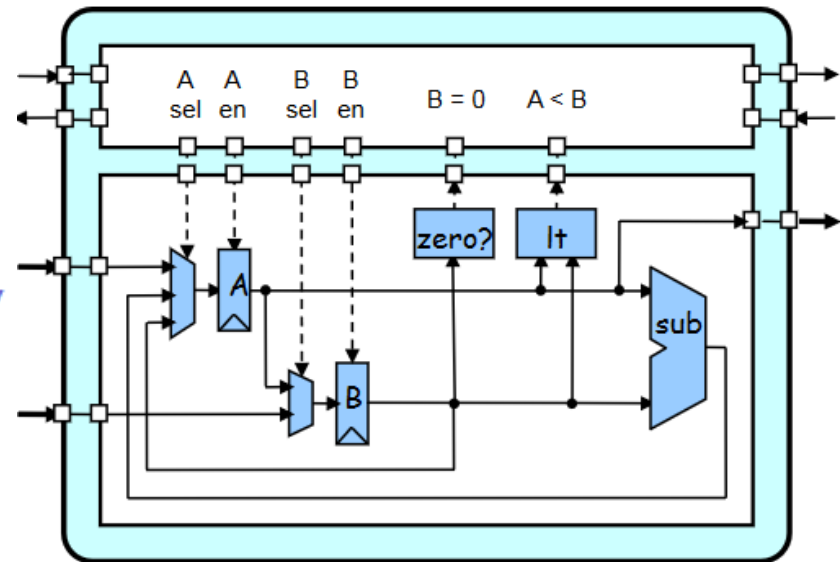 A A B B
sel en sel en
B = 0 A < B
zero? lt
A
sub
B